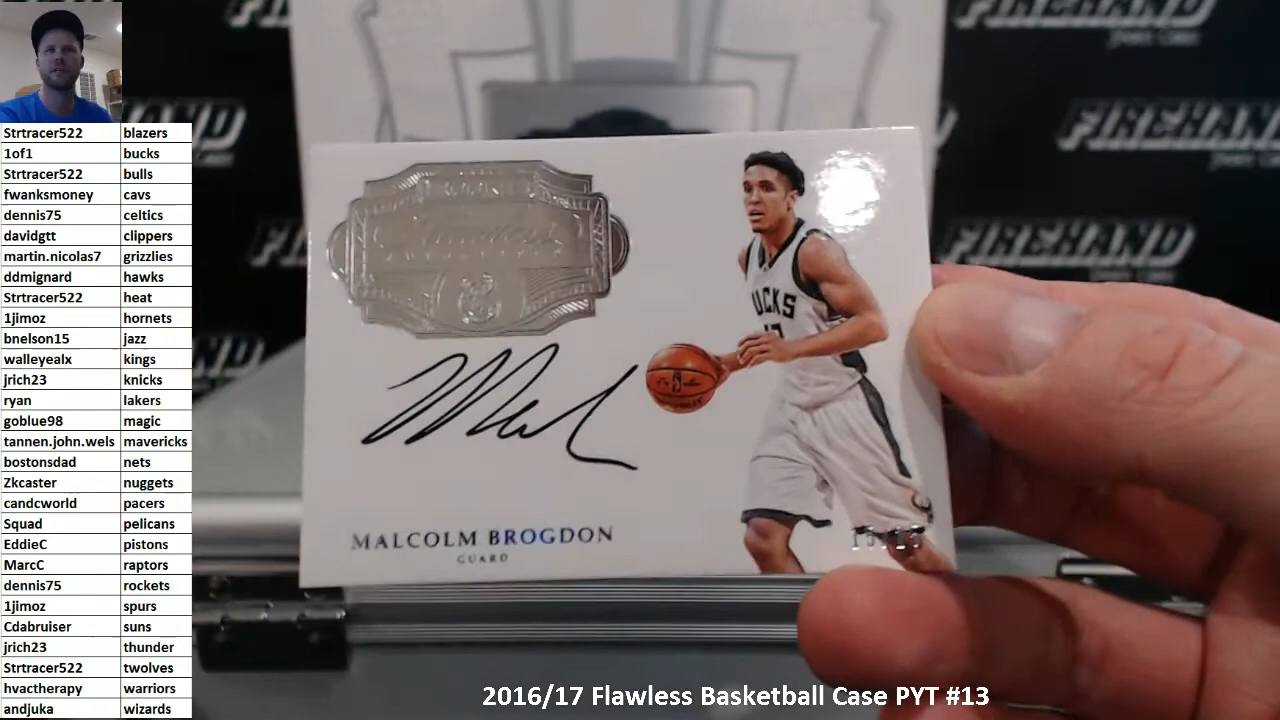 Strtracer522 blazers
1of1 bucks
Strtracer522 bulls
fwanksmoney cavs
dennis75 celtics
davidgtt clippers
martin.nicolas7 grizzlies
ddmignard hawks
Strtracer522 heat
1jimoz hornets
bnelson15 jazz
walleyealx kings
jrich23 knicks
ryan lakers
goblue98 magic
tannen.john.wels mavericks
bostonsdad nets
Zkcaster nuggets
candcworld pacers
Squad pelicans
EddieC pistons
MarcC raptors
dennis75 rockets
1jimoz spurs
Cdabruiser suns
jrich23 thunder
Strtracer522 twolves
hvactherapy warriors
andjuka wizards
FIREHAND
FIREHAND
FIREHAND
FIREHAND
UCKS
MALCOLM BROGDON
GUARD
2016/17 Flawless Basketball Case PYT #13